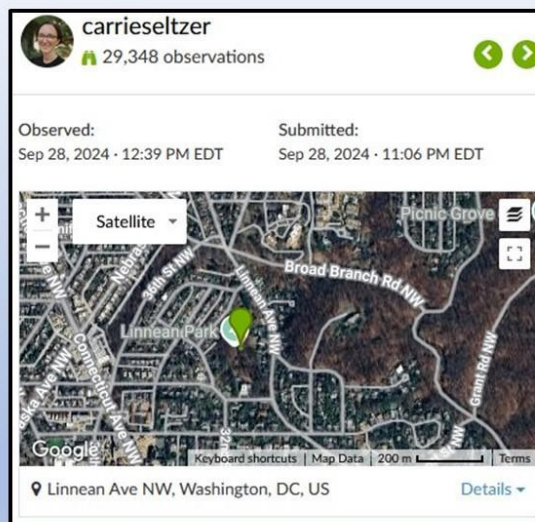 carrieseltzer
29,348 observations
Observed:
Submitted:
Sep 28, 2024 · 12:39 PM EDT
Sep 28, 2024 · 11:06 PM EDT
+
Satellite
−
Picnic Grove
36th St NW
Linnean Ave NW
Broad Branch Rd NW
Linnean Park
Connecticut Ave NW
Grant Rd NW
Google
Keyboard shortcuts
Map Data
200 m
Terms
Linnean Ave NW, Washington, DC, US
Details